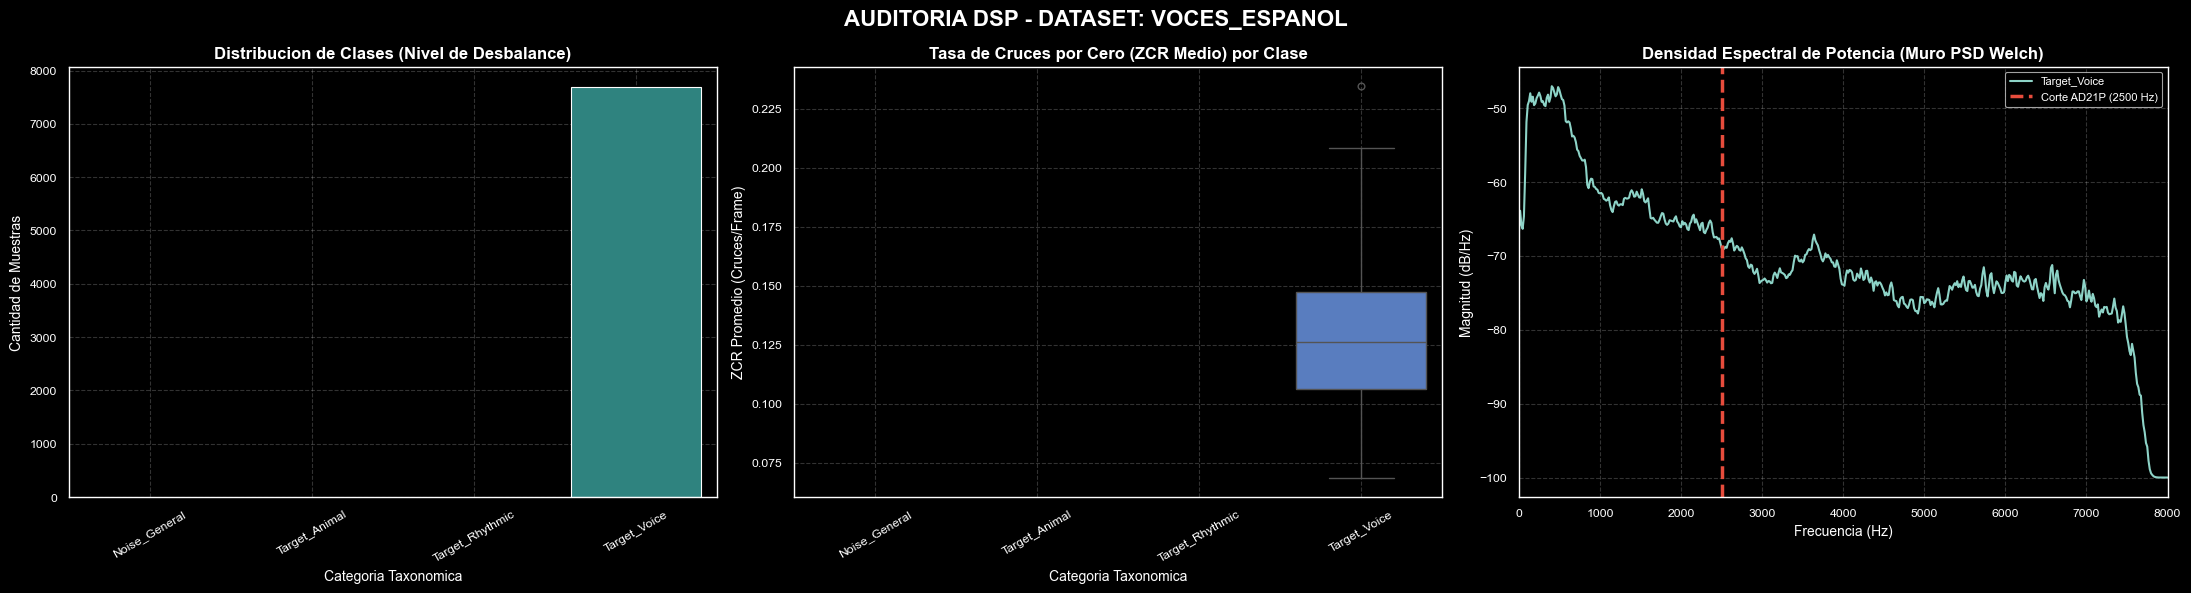 AUDITORIA DSP - DATASET: VOCES_ESPANOL
Distribucion de Clases (Nivel de Desbalance)
Cantidad de Muestras
8000
7000
6000
5000
4000
3000
2000
1000
0
Noise_General
Target_Animal
Target_Rhythmic
Target_Voice
Categoria Taxonomica
Tasa de Cruces por Cero (ZCR Medio) por Clase
ZCR Promedio (Cruces/Frame)
0.225
0.200
0.175
0.150
0.125
0.100
0.075
Noise_General
Target_Animal
Target_Rhythmic
Target_Voice
Categoria Taxonomica
Densidad Espectral de Potencia (Muro PSD Welch)
Target_Voice
Corte AD21P (2500 Hz)
Magnitud (dB/Hz)
−50
−60
−70
−80
−90
−100
0
1000
2000
3000
4000
5000
6000
7000
8000
Frecuencia (Hz)